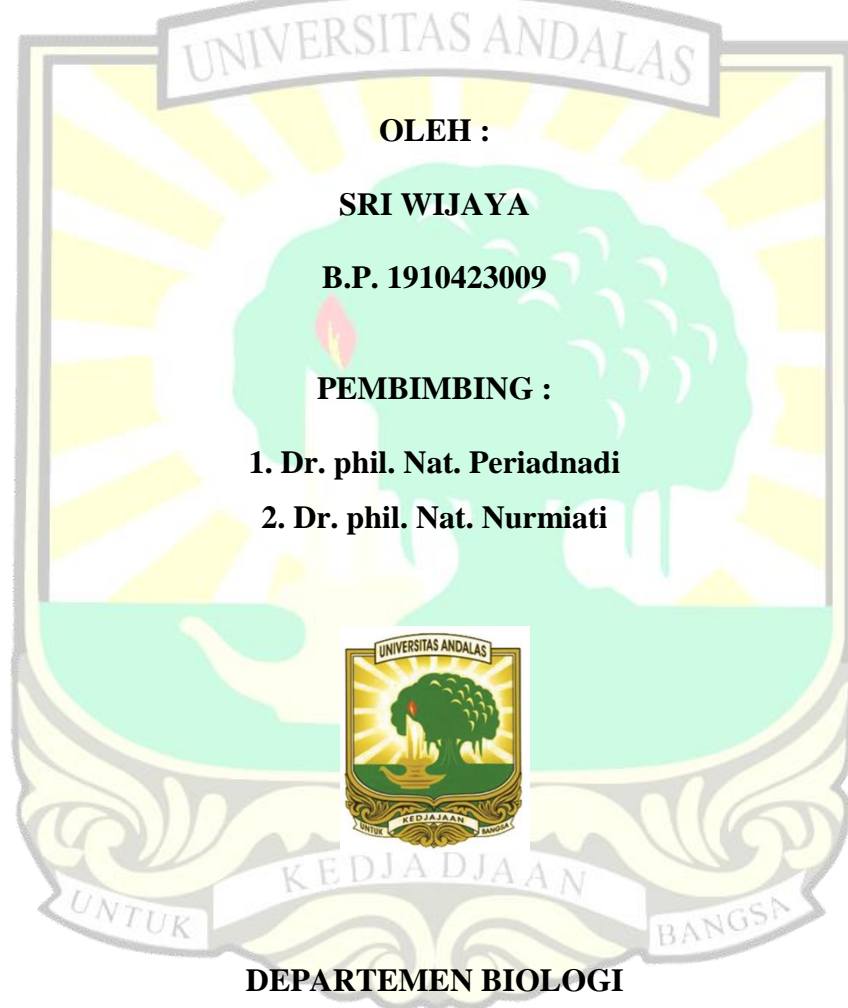 UNIVERSITAS ANDALAS
OLEH :
SRI WIJAYA
B.P. 1910423009
PEMBIMBING :
1. Dr. phil. Nat. Periadnadi
2. Dr. phil. Nat. Nurmiati
UNIVERSITAS ANDALAS
UNTUK KEDJAJAAN BANGSA
UNTUK KEDJADJAAN BANGSA
DEPARTEMEN BIOLOGI